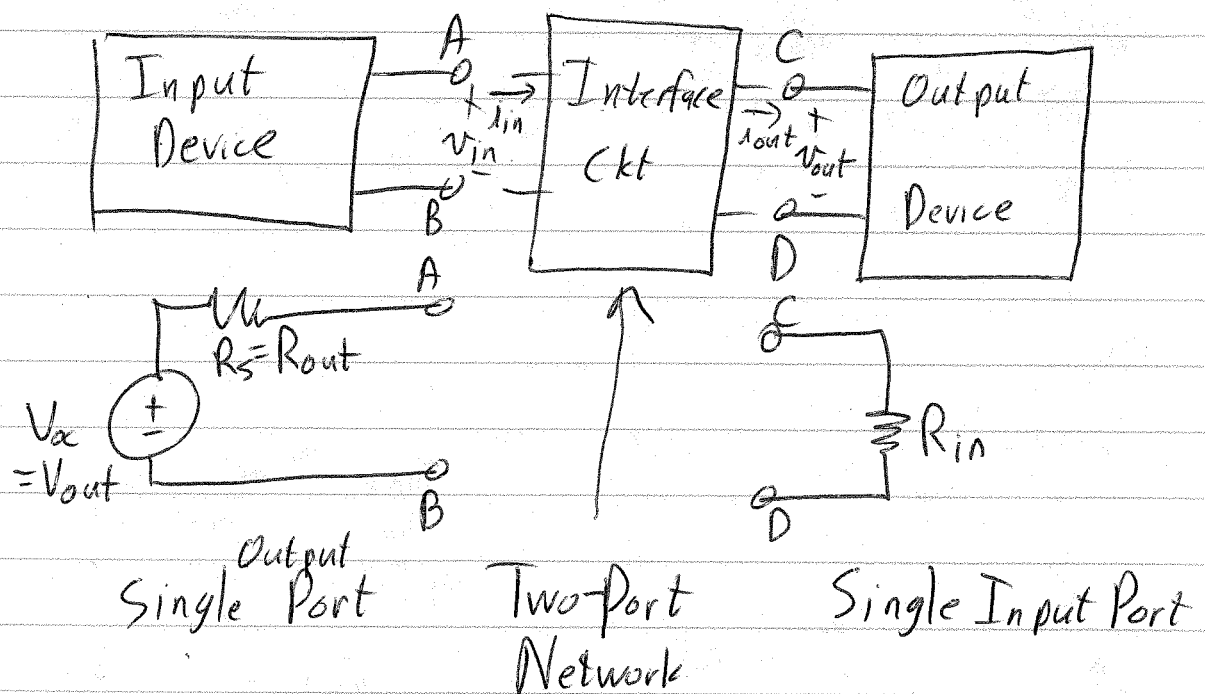 A
C
Input
Device
+
i_in
v_in
-
B
Interface
Ckt
i_out
+
v_out
-
D
Output
Device
A
R_s=R_out
+
-
V_oc
=V_out
B
C
R_in
D
Output
Single Port
Two-Port
Network
Single Input Port